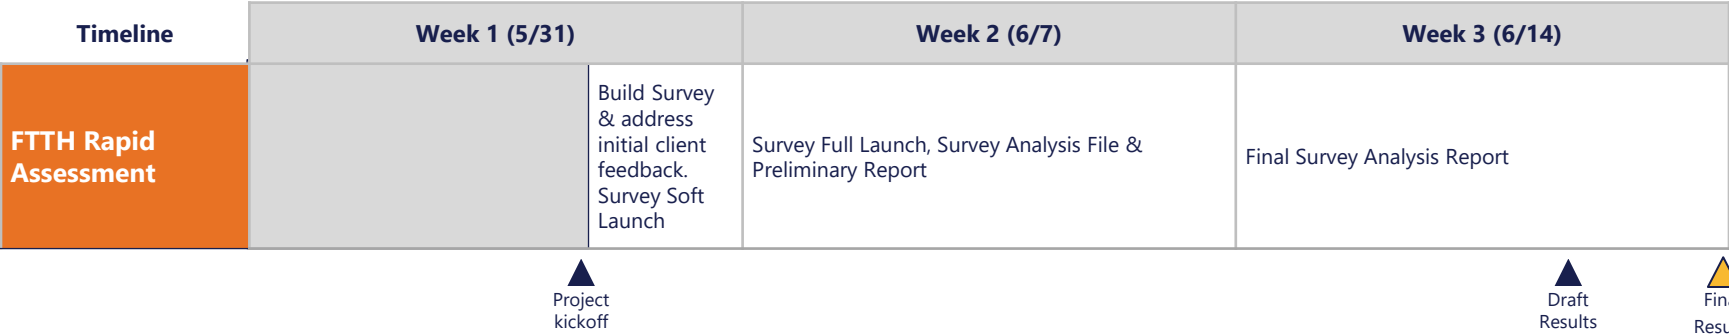 Timeline
Week 1 (5/31)
Week 2 (6/7)
Week 3 (6/14)
FTTH Rapid
Assessment
Build Survey
& address
initial client
feedback.
Survey Soft
Launch
Survey Full Launch, Survey Analysis File &
Preliminary Report
Final Survey Analysis Report
Project
kickoff
Draft
Results